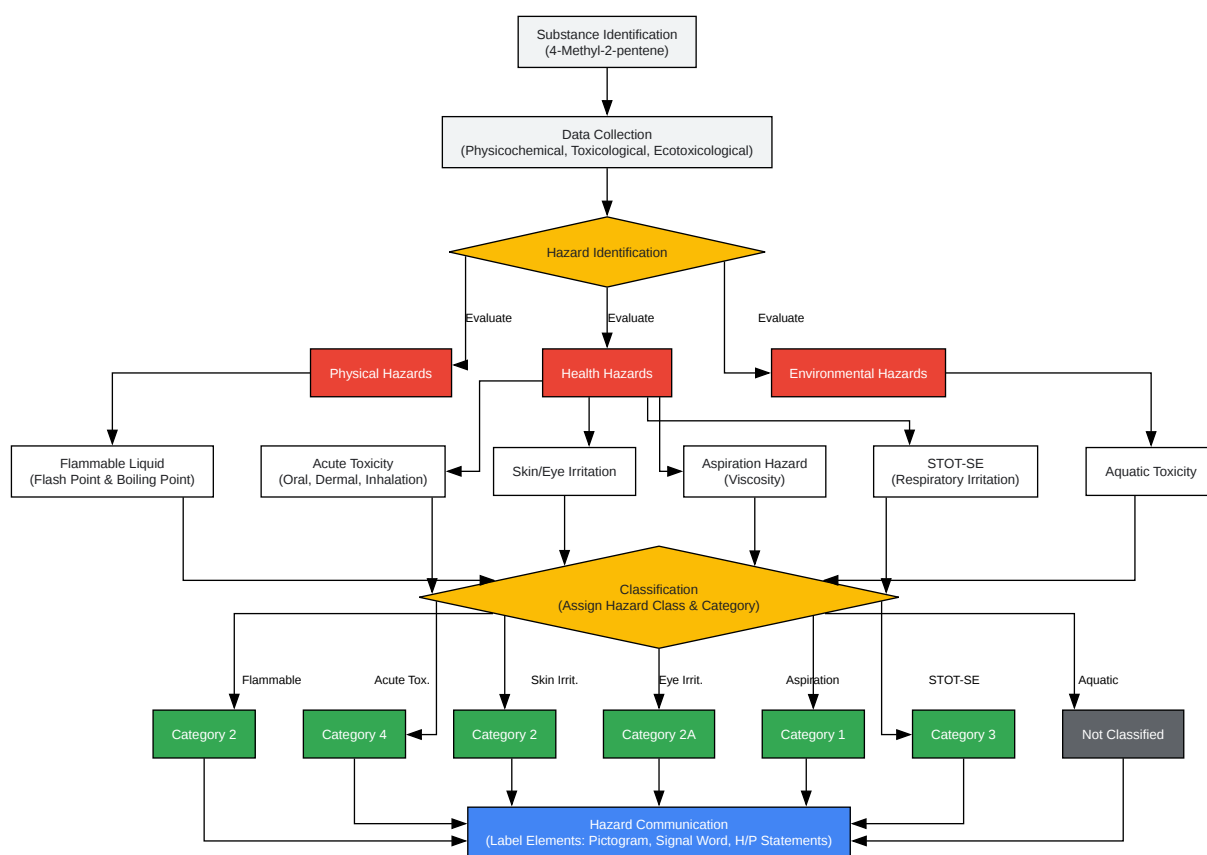 Substance Identification
(4-Methyl-2-pentene)
Data Collection
(Physicochemical, Toxicological, Ecotoxicological)
Hazard Identification
Evaluate
Evaluate
Evaluate
Physical Hazards
Health Hazards
Environmental Hazards
Flammable Liquid
(Flash Point & Boiling Point)
Acute Toxicity
(Oral, Dermal, Inhalation)
Skin/Eye Irritation
Aspiration Hazard
(Viscosity)
STOT-SE
(Respiratory Irritation)
Aquatic Toxicity
Classification
(Assign Hazard Class & Category)
Flammable
Acute Tox.
Skin Irrit.
Eye Irrit.
Aspiration
STOT-SE
Aquatic
Category 2
Category 4
Category 2
Category 2A
Category 1
Category 3
Not Classified
Hazard Communication
(Label Elements: Pictogram, Signal Word, H/P Statements)